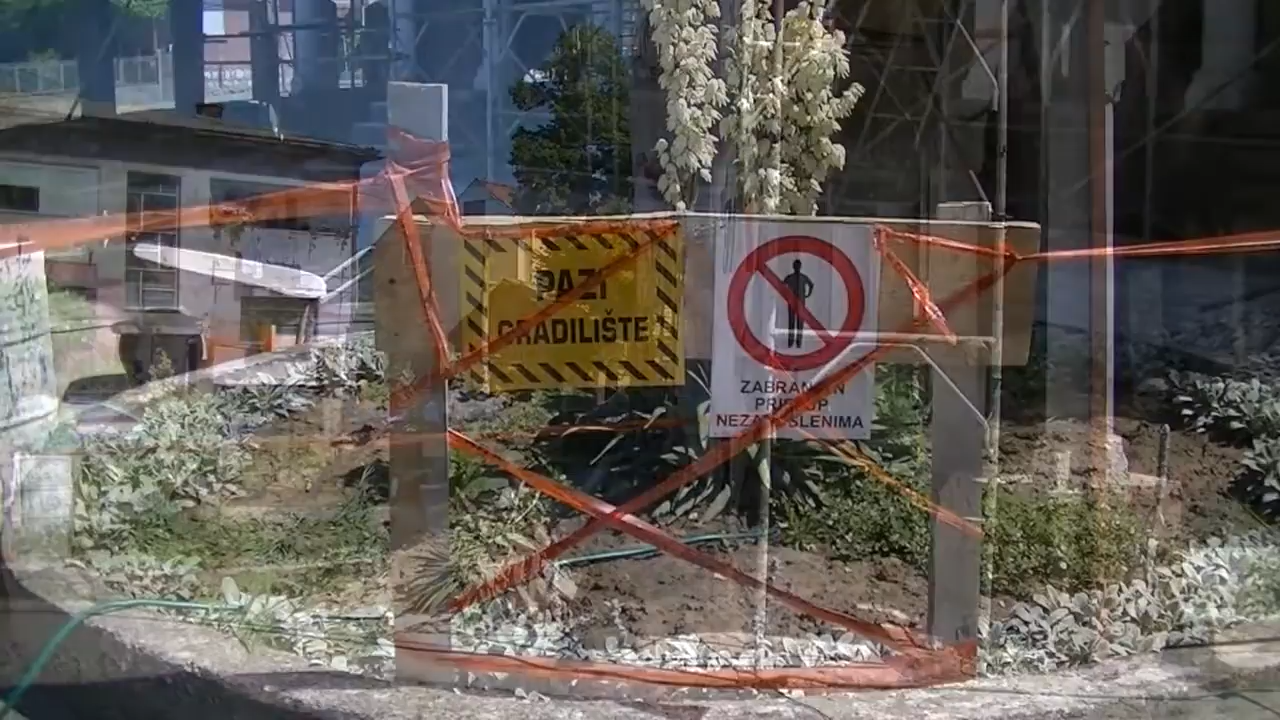 PAZI
GRADILIŠTE!
ZABRANJEN
PRISTUP
NEZAPOSLENIMA